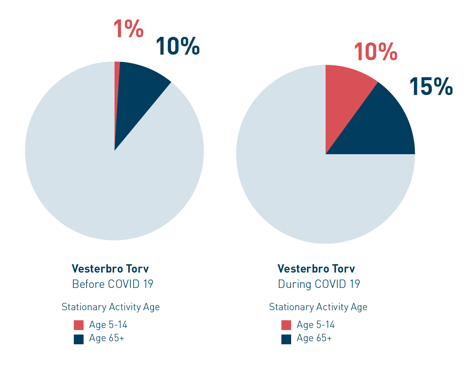 1%
10%
10%
15%
Vesterbro Torv
Before COVID 19
Stationary Activity Age
Age 5-14
Age 65+
Vesterbro Torv
During COVID 19
Stationary Activity Age
Age 5-14
Age 65+